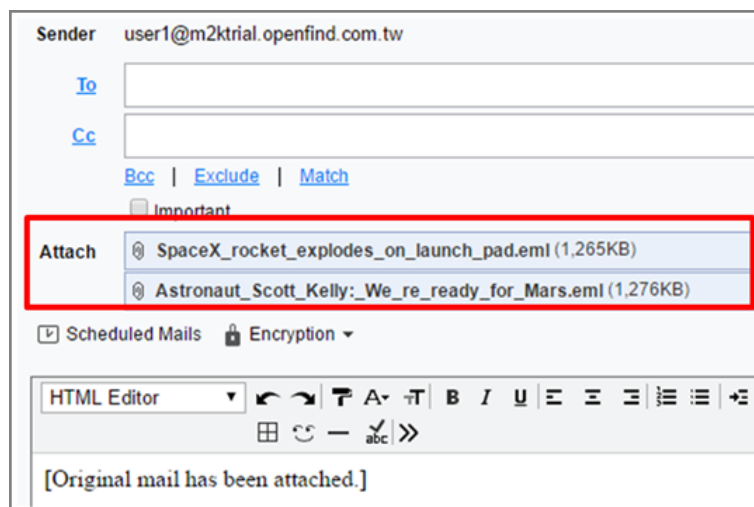 Sender user1@m2ktrial.openfind.com.tw
To
Cc
Bcc | Exclude | Match
Important
Attach SpaceX_rocket_explodes_on_launch_pad.eml (1,265KB)
Astronaut_Scott_Kelly:_We_re_ready_for_Mars.eml (1,276KB)
Scheduled Mails Encryption
HTML Editor A T B I U
abc
[Original mail has been attached.]